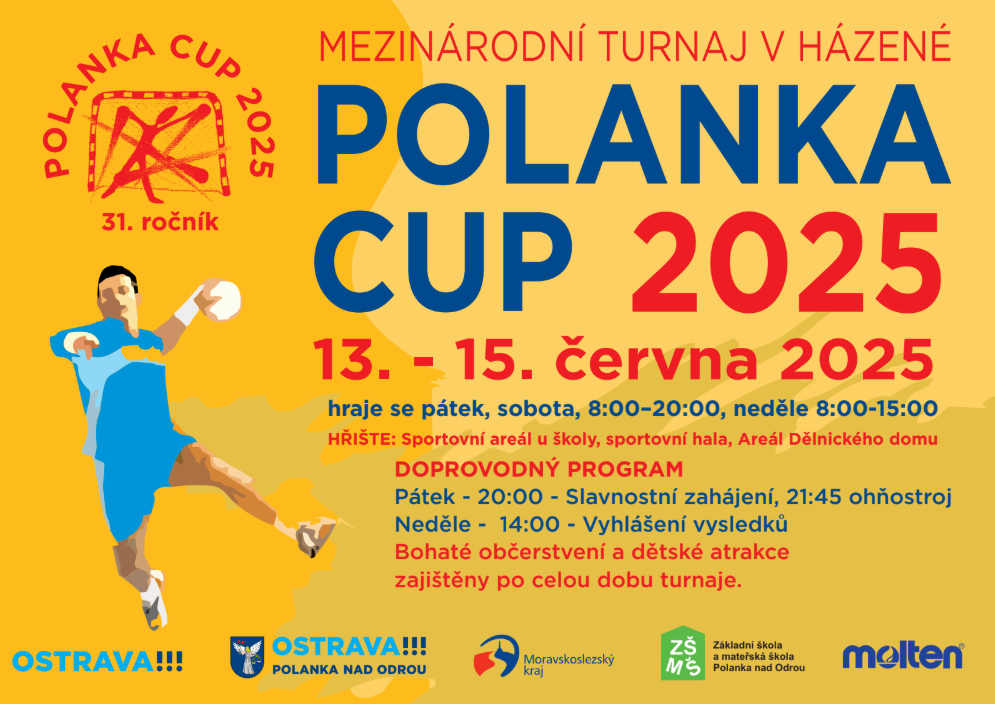 POLANKA CUP 2025
31. ročník
MEZINÁRODNÍ TURNAJ V HÁZENÉ
POLANKA
CUP 2025
13. - 15. června 2025
hraje se pátek, sobota, 8:00–20:00, neděle 8:00-15:00
HŘIŠTE: Sportovní areál u školy, sportovní hala, Areál Dělnického domu
DOPROVODNÝ PROGRAM
Pátek - 20:00 - Slavnostní zahájení, 21:45 ohňostroj
Neděle - 14:00 - Vyhlášení vysledků
Bohaté občerstvení a dětské atrakce
zajištěny po celou dobu turnaje.
OSTRAVA!!!
OSTRAVA!!!
POLANKA NAD ODROU
Moravskoslezský
kraj
ZŠ
MŠ
Základní škola
a mateřská škola
Polanka nad Odrou
molten®